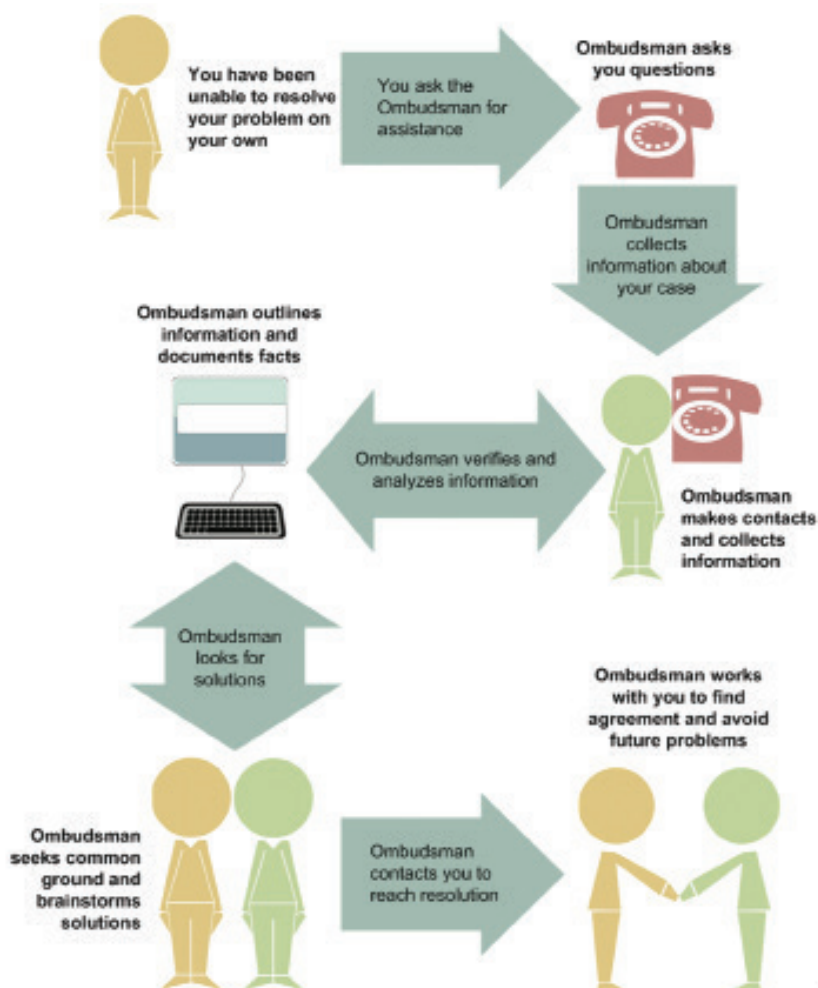 You have been
unable to resolve
your problem on
your own
You ask the
Ombudsman for
assistance
Ombudsman asks
you questions
Ombudsman
collects
information about
your case
Ombudsman outlines
information and
documents facts
Ombudsman verifies and
analyzes information
Ombudsman
makes contacts
and collects
information
Ombudsman
looks for
solutions
Ombudsman works
with you to find
agreement and avoid
future problems
Ombudsman
seeks common
ground and
brainstorms
solutions
Ombudsman
contacts you to
reach resolution